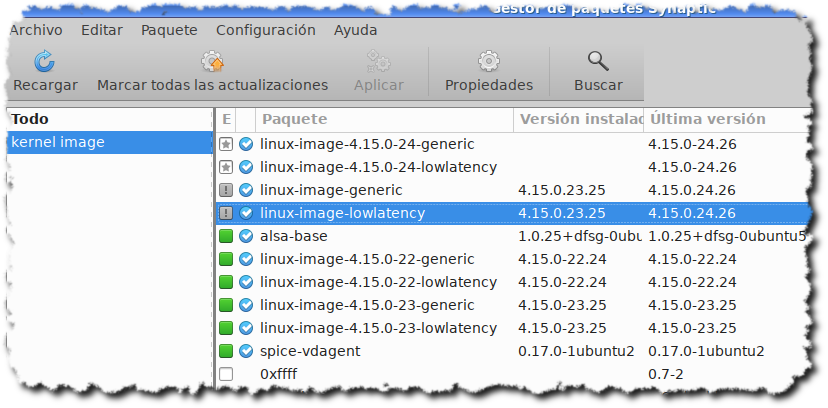 Gestor de paquetes Synaptic
Archivo Editar Paquete Configuración Ayuda
Recargar Marcar todas las actualizaciones Aplicar Propiedades Buscar
Todo
kernel image
E Paquete Versión instalad Última versión
linux-image-4.15.0-24-generic 4.15.0-24.26
linux-image-4.15.0-24-lowlatency 4.15.0-24.26
linux-image-generic 4.15.0.23.25 4.15.0.24.26
linux-image-lowlatency 4.15.0.23.25 4.15.0.24.26
alsa-base 1.0.25+dfsg-0ubu 1.0.25+dfsg-0ubuntu5
linux-image-4.15.0-22-generic 4.15.0-22.24 4.15.0-22.24
linux-image-4.15.0-22-lowlatency 4.15.0-22.24 4.15.0-22.24
linux-image-4.15.0-23-generic 4.15.0-23.25 4.15.0-23.25
linux-image-4.15.0-23-lowlatency 4.15.0-23.25 4.15.0-23.25
spice-vdagent 0.17.0-1ubuntu2 0.17.0-1ubuntu2
0xffff 0.7-2